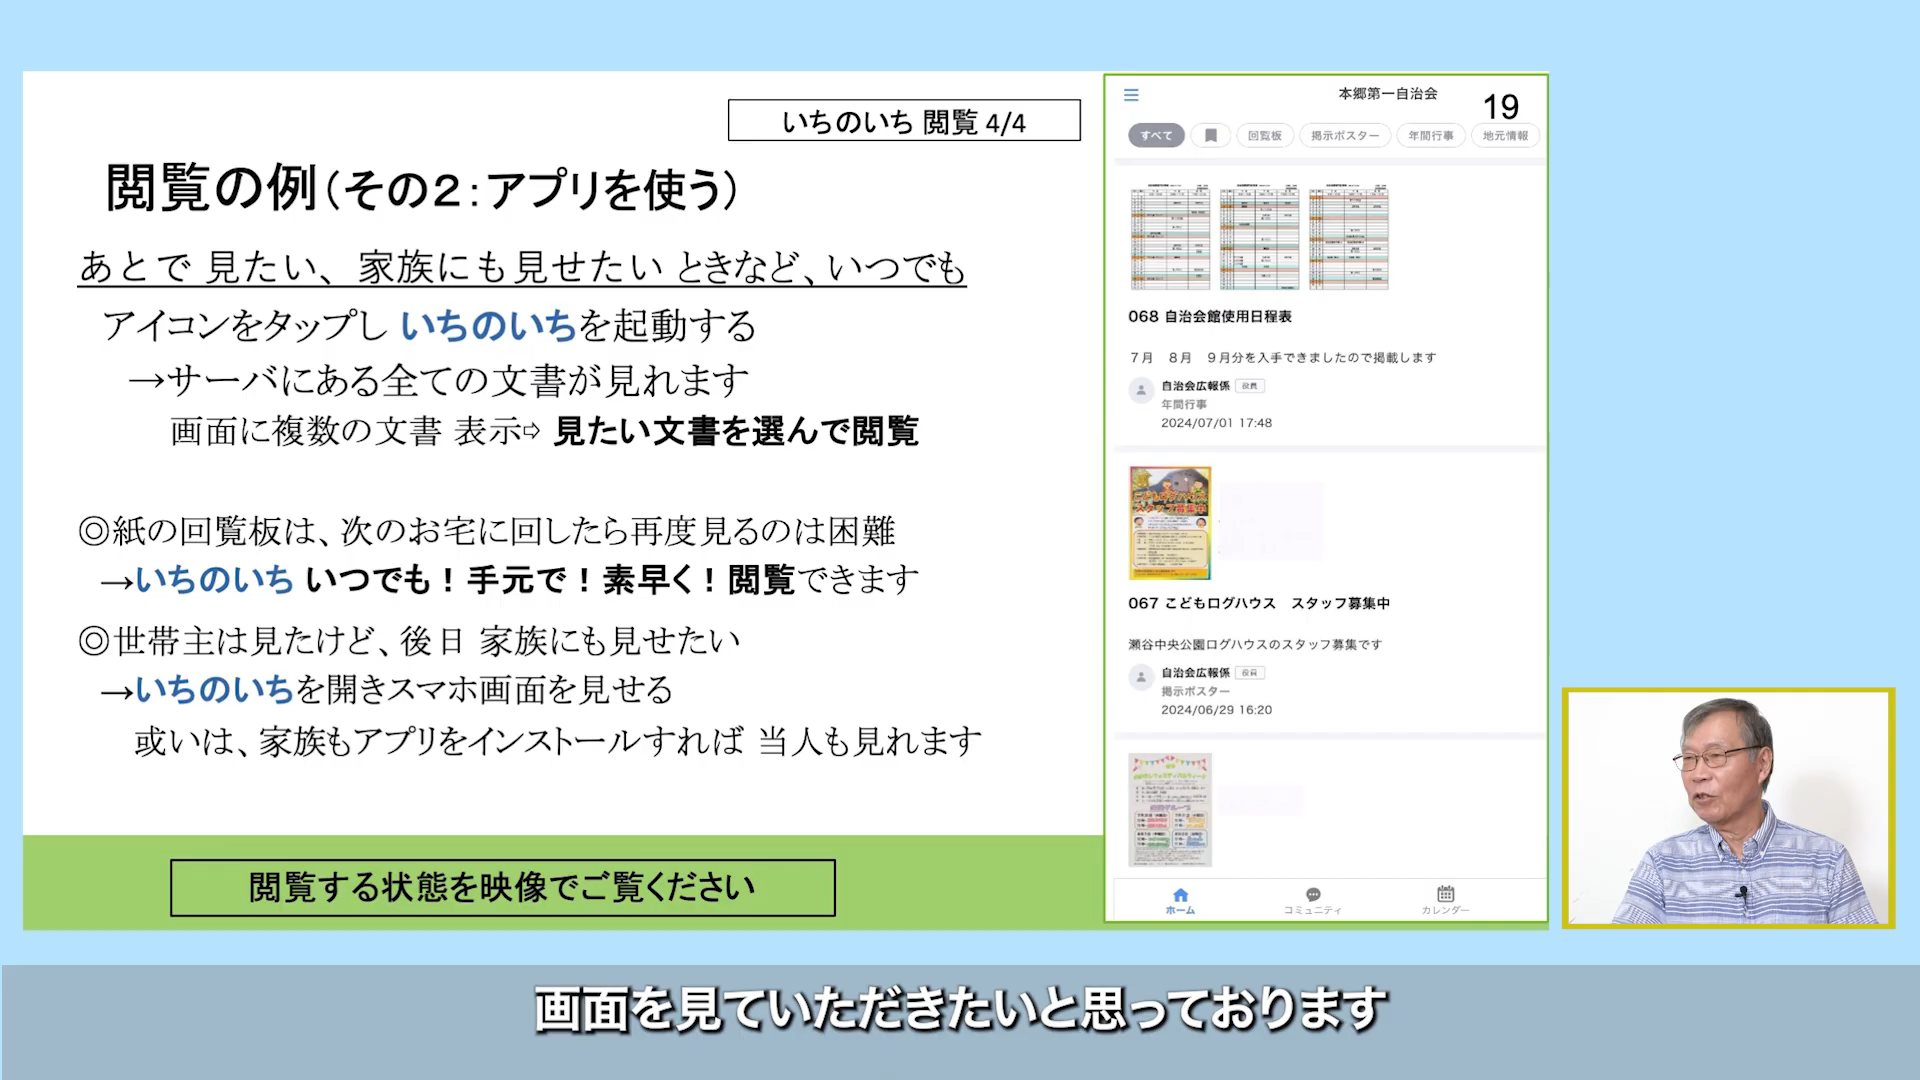 いちのいち 閲覧 4/4
閲覧の例(その2:アプリを使う)
あとで 見たい、家族にも見せたい ときなど、いつでも
アイコンをタップし いちのいちを起動する
→サーバにある全ての文書が見れます
画面に複数の文書 表示⇨ 見たい文書を選んで閲覧
◎紙の回覧板は、次のお宅に回したら再度見るのは困難
→いちのいち いつでも!手元で!素早く!閲覧できます
◎世帯主は見たけど、後日 家族にも見せたい
→いちのいちを開きスマホ画面を見せる
或いは、家族もアプリをインストールすれば 当人も見れます
閲覧する状態を映像でご覧ください
本郷第一自治会
19
すべて 回覧板 掲示ポスター 年間行事 地元情報
068 自治会館使用日程表
7月 8月 9月分を入手できましたので掲載します
自治会広報係 役員
年間行事
2024/07/01 17:48
こどもログハウス
スタッフ募集中
067 こどもログハウス スタッフ募集中
瀬谷中央公園ログハウスのスタッフ募集です
自治会広報係 役員
掲示ポスター
2024/06/29 16:20
ホーム コミュニティ カレンダー
画面を見ていただきたいと思っております